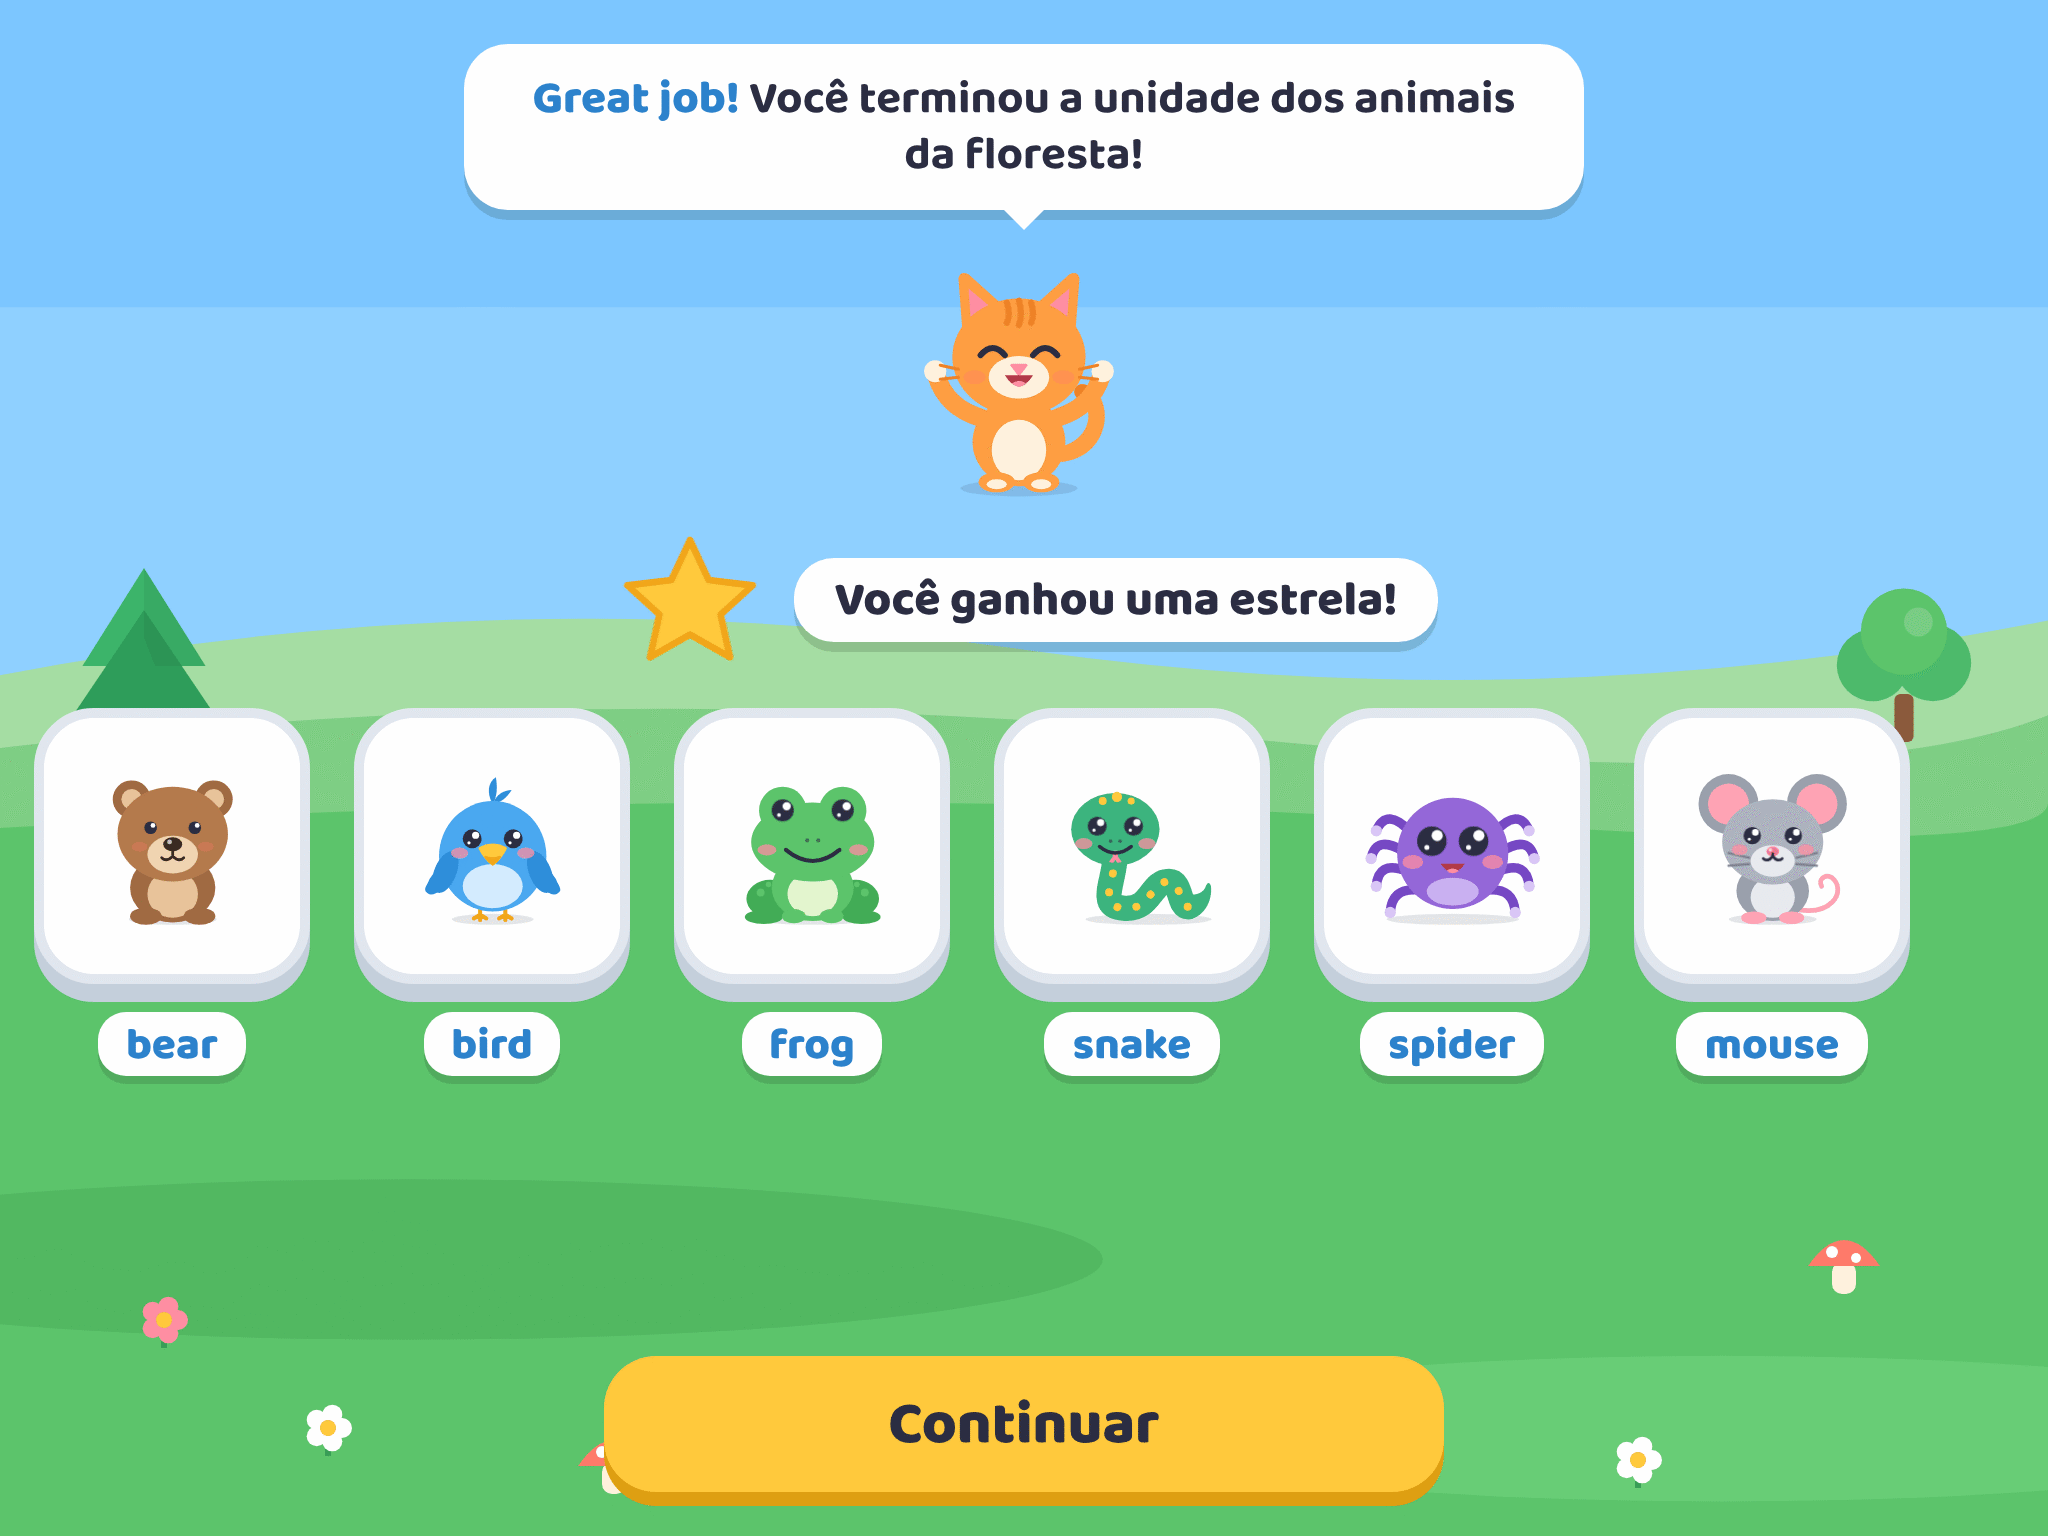 Great job! Você terminou a unidade dos animais
da floresta!
Você ganhou uma estrela!
bear
bird
frog
snake
spider
mouse
Continuar